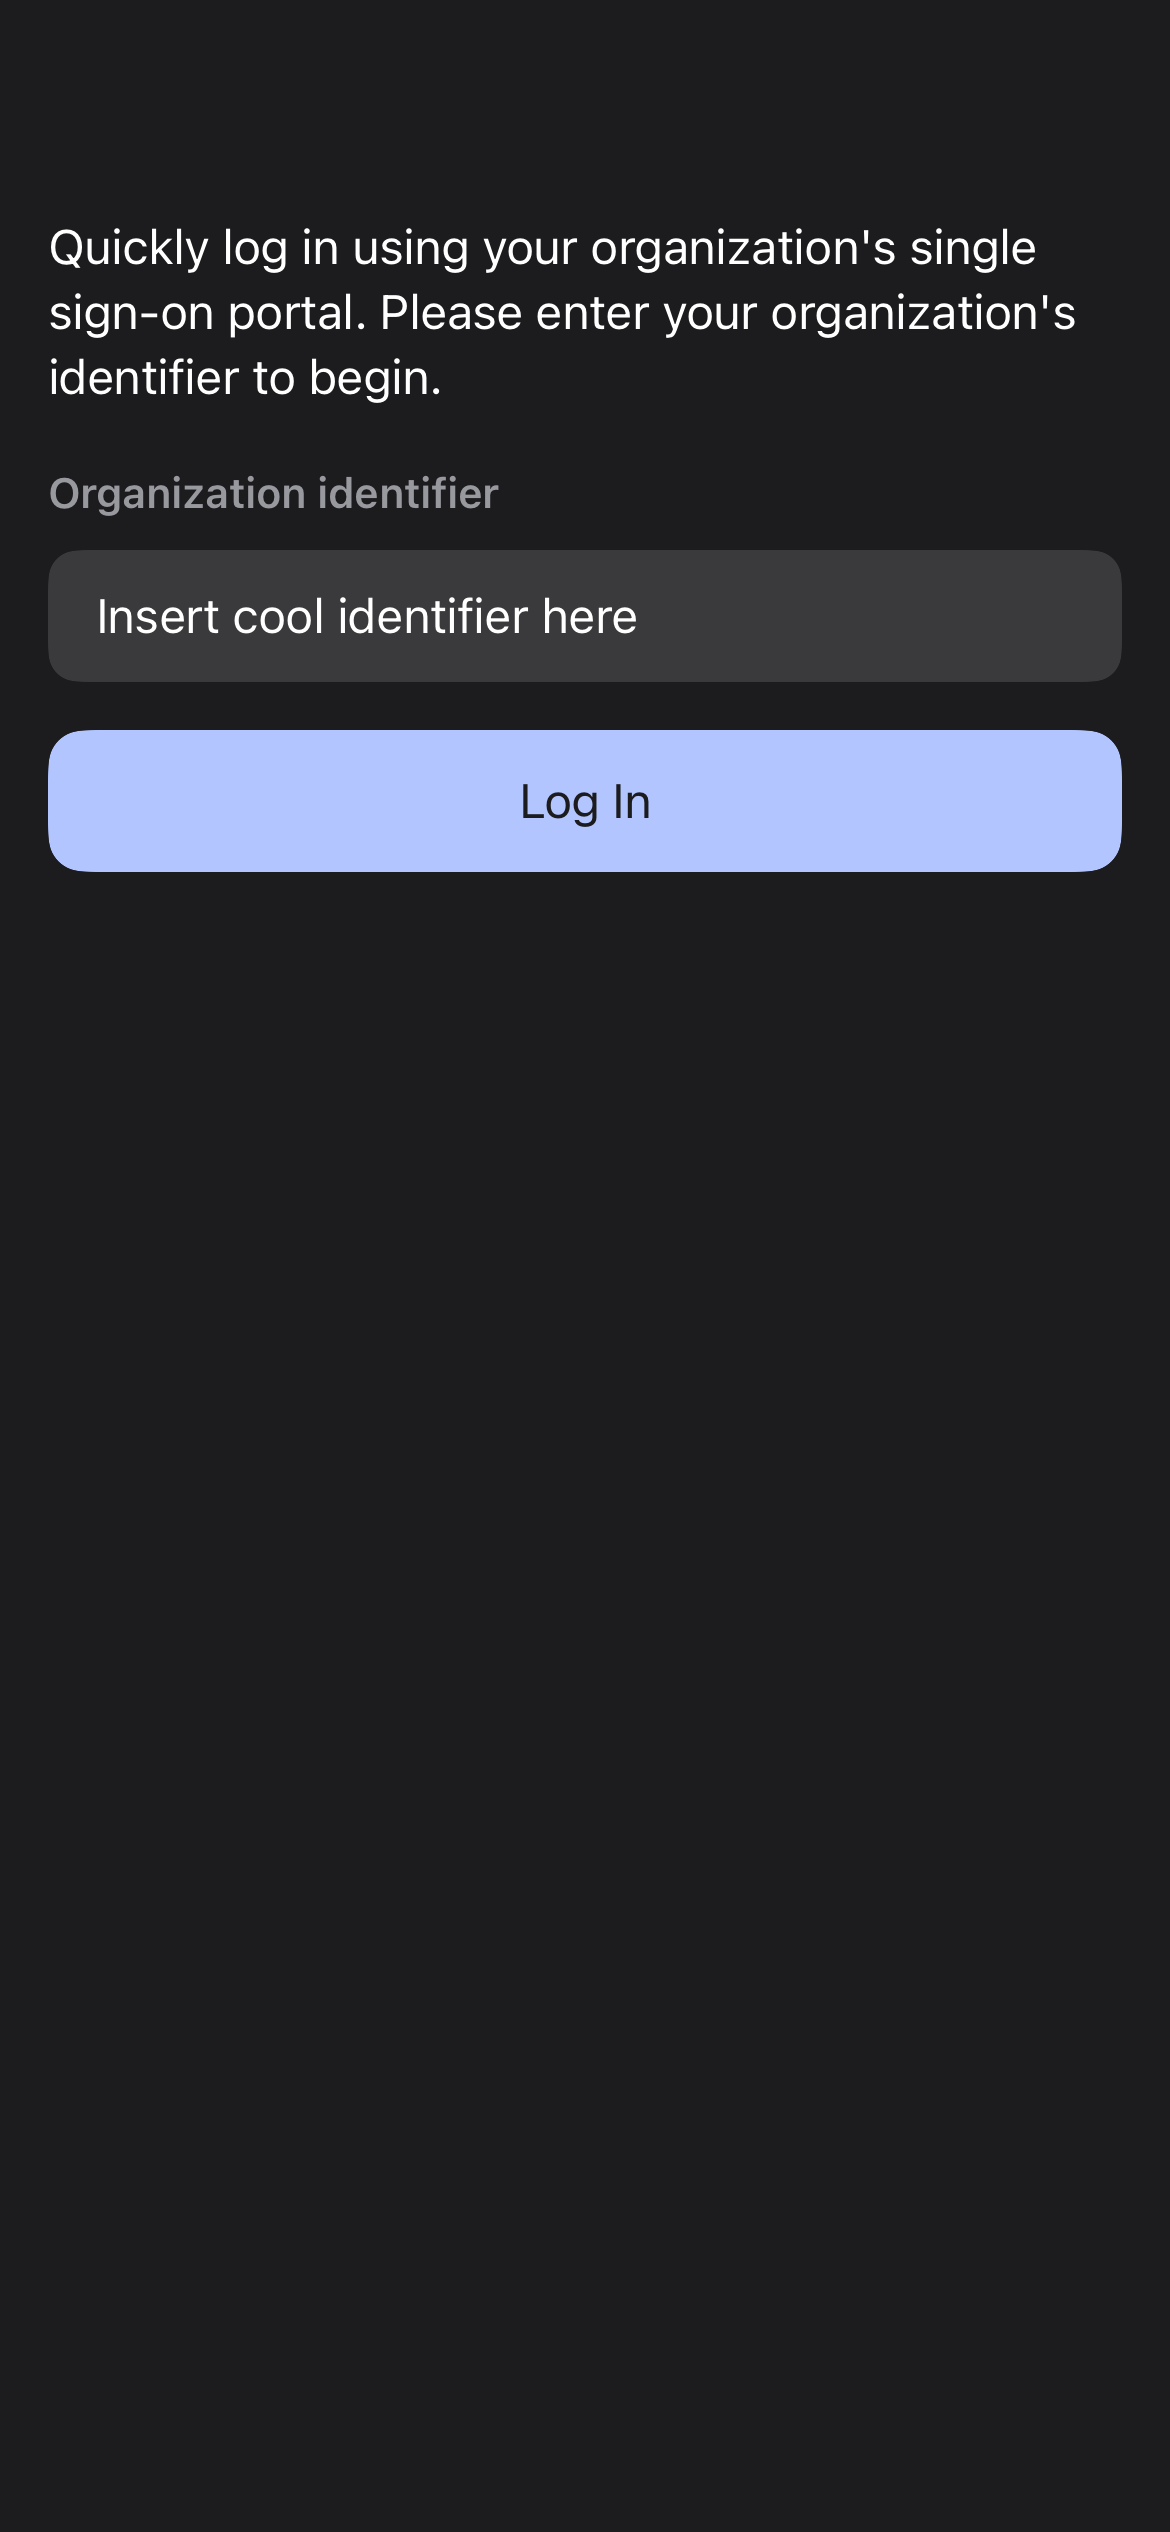 Quickly log in using your organization's single
sign-on portal. Please enter your organization's
identifier to begin.
Organization identifier
Insert cool identifier here
Log In